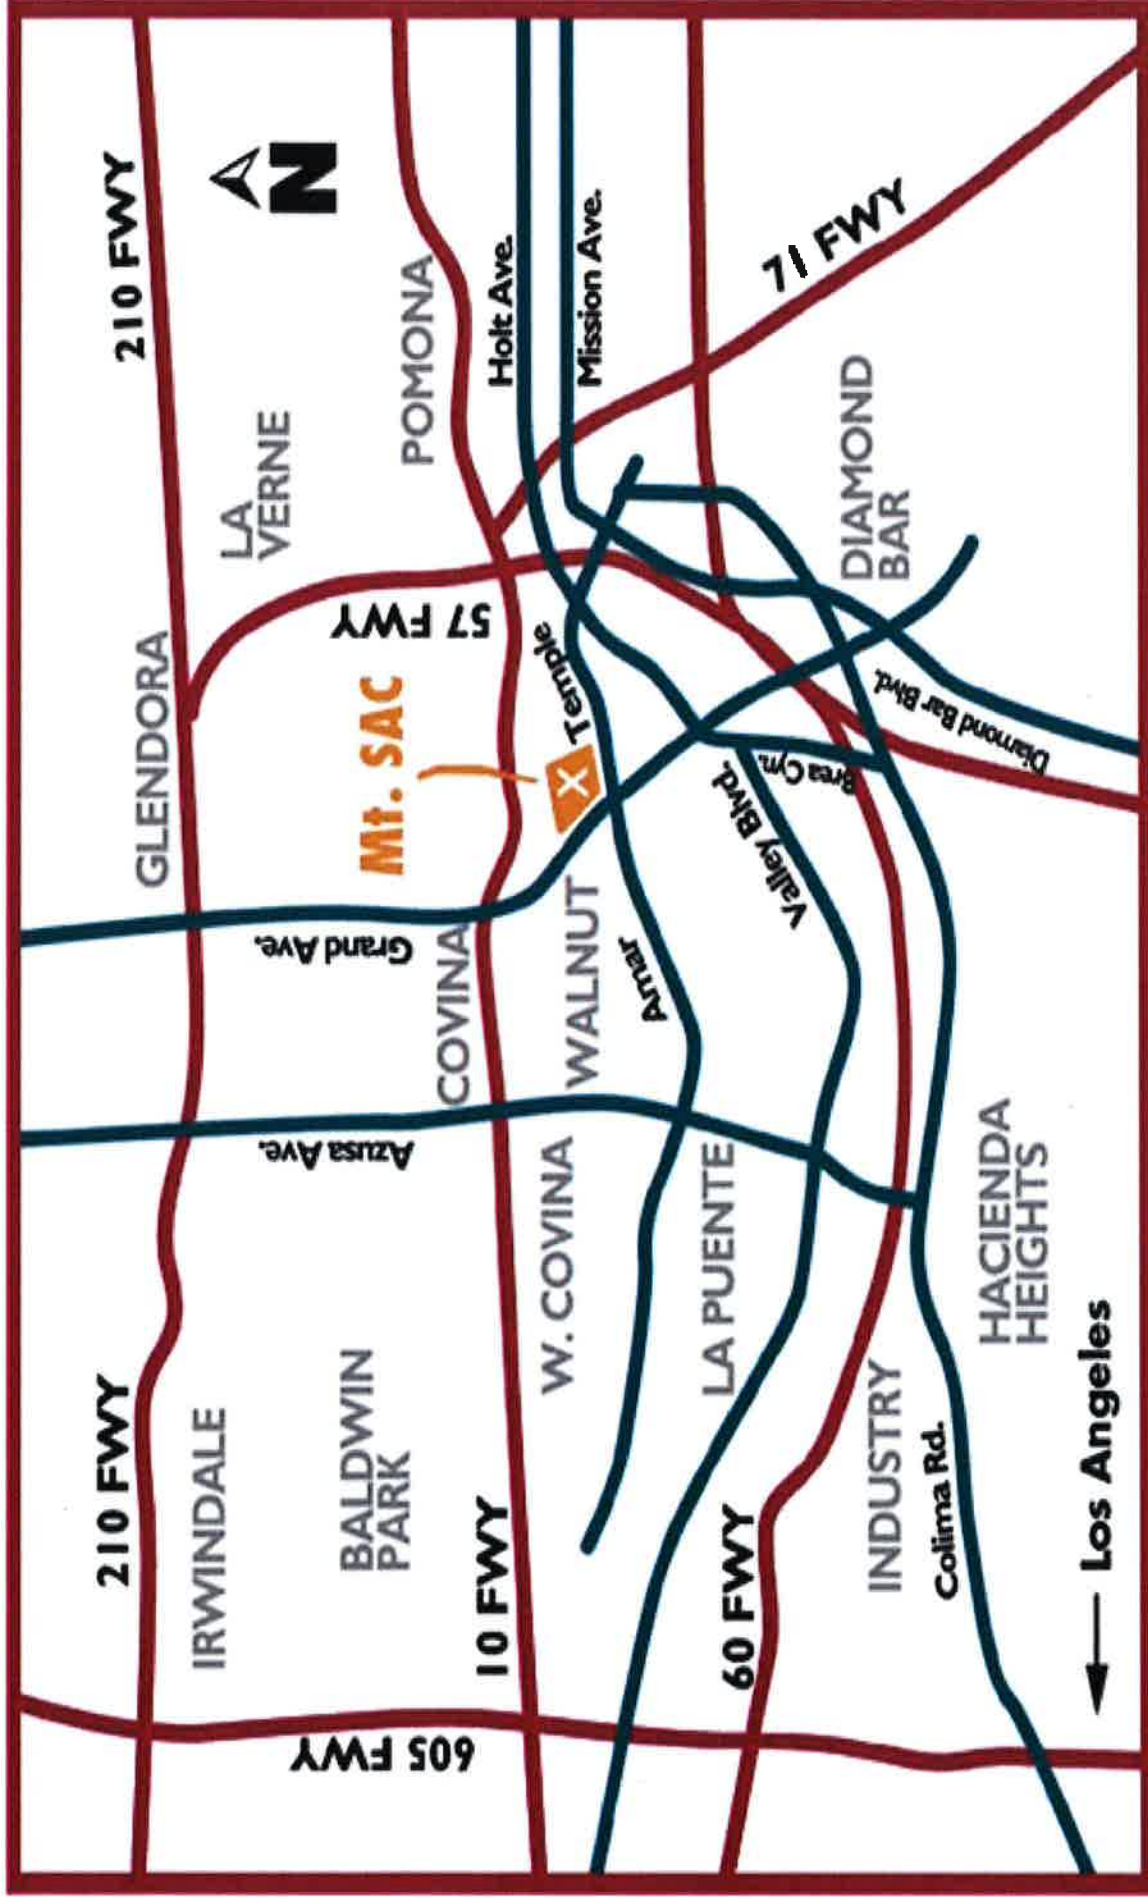 210 FWY
210 FWY
N
GLENDORA
LA
VERNE
IRWINDALE
BALDWIN
PARK
Azusa Ave.
Grand Ave.
57 FWY
605 FWY
Mt. SAC
POMONA
COVINA
10 FWY
Holt Ave.
Mission Ave.
Temple
X
WALNUT
W. COVINA
Amar
LA PUENTE
Valley Blvd.
Brea Cyn.
71 FWY
60 FWY
DIAMOND
BAR
Diamond Bar Blvd.
INDUSTRY
Colima Rd.
HACIENDA
HEIGHTS
Los Angeles